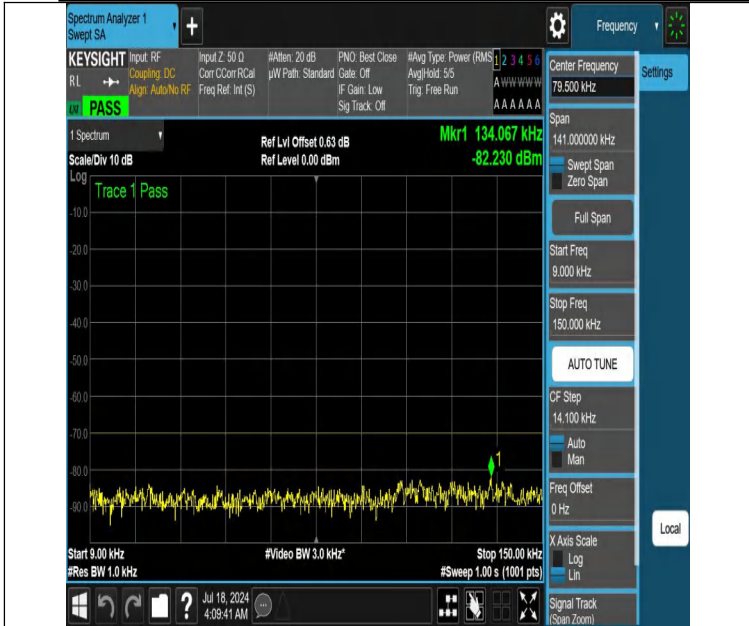 Spectrum Analyzer 1
Swept SA
Frequency
KEYSIGHT
RL
LXI
PASS
Input: RF
Coupling: DC
Align: Auto/No RF
Input Z: 50 Ω
Corr CCorr RCal
Freq Ref: Int (S)
#Atten: 20 dB
µW Path: Standard
PNO: Best Close
Gate: Off
IF Gain: Low
Sig Track: Off
#Avg Type: Power (RMS
Avg|Hold: 5/5
Trig: Free Run
1 2 3 4 5 6
A W W W W W
A A A A A A
1 Spectrum
Scale/Div 10 dB
Ref Lvl Offset 0.63 dB
Ref Level 0.00 dBm
Mkr1 134.067 kHz
-82.230 dBm
Log
Trace 1 Pass
-10.0
-20.0
-30.0
-40.0
-50.0
-60.0
-70.0
-80.0
-90.0
1
Start 9.00 kHz
#Res BW 1.0 kHz
#Video BW 3.0 kHz*
Stop 150.00 kHz
#Sweep 1.00 s (1001 pts)
Jul 18, 2024
4:09:41 AM
Center Frequency
79.500 kHz
Settings
Span
141.000000 kHz
Swept Span
Zero Span
Full Span
Start Freq
9.000 kHz
Stop Freq
150.000 kHz
AUTO TUNE
CF Step
14.100 kHz
Auto
Man
Freq Offset
0 Hz
X Axis Scale
Log
Lin
Local
Signal Track
(Span Zoom)